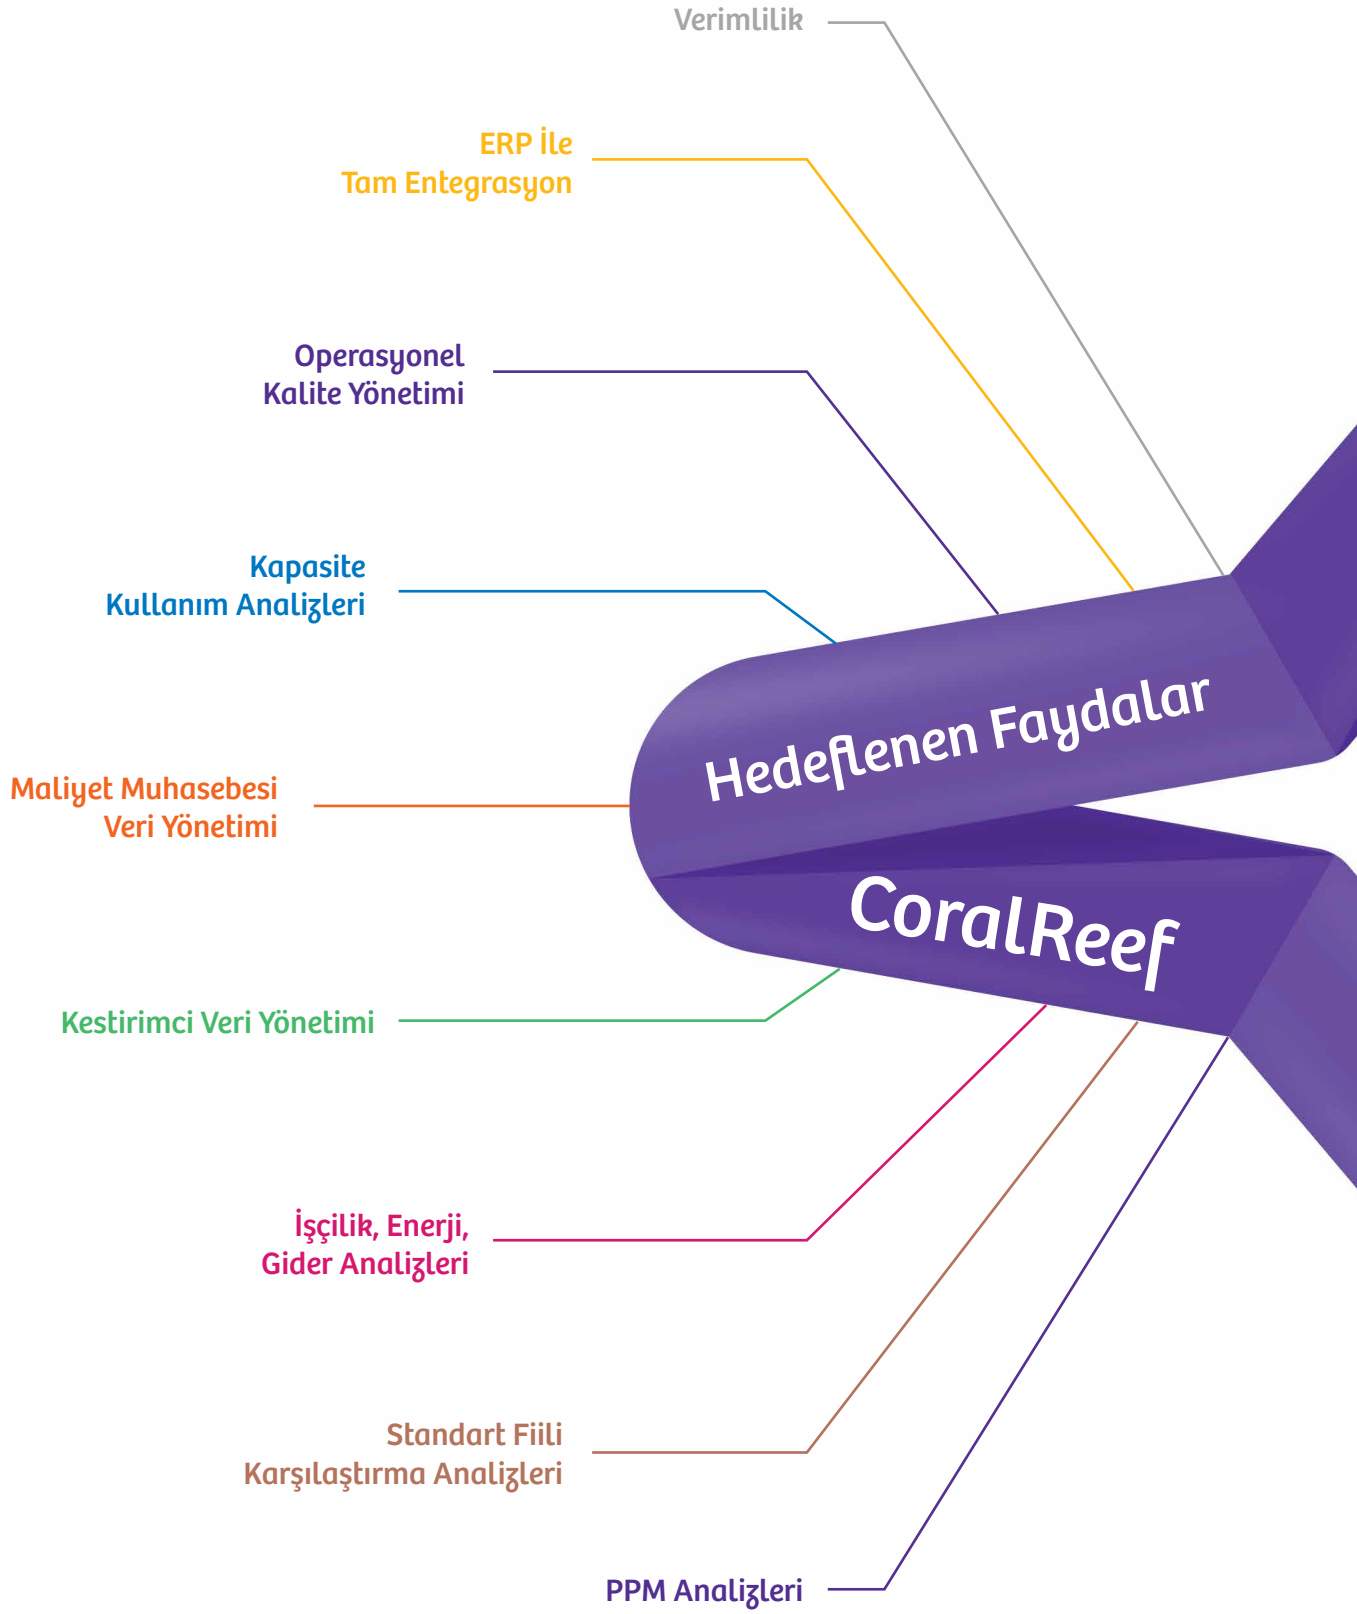 Verimlilik
ERP İle
Tam Entegrasyon
Operasyonel
Kalite Yönetimi
Kapasite
Kullanım Analizleri
Maliyet Muhasebesi
Veri Yönetimi
Hedeflenen Faydalar
CoralReef
Kestirimci Veri Yönetimi
İşçilik, Enerji,
Gider Analizleri
Standart Fiili
Karşılaştırma Analizleri
PPM Analizleri